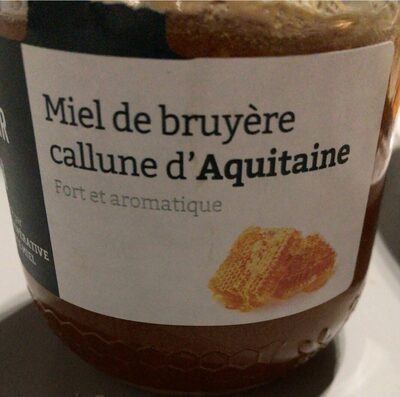 Miel de bruyère
callune d'Aquitaine
Fort et aromatique